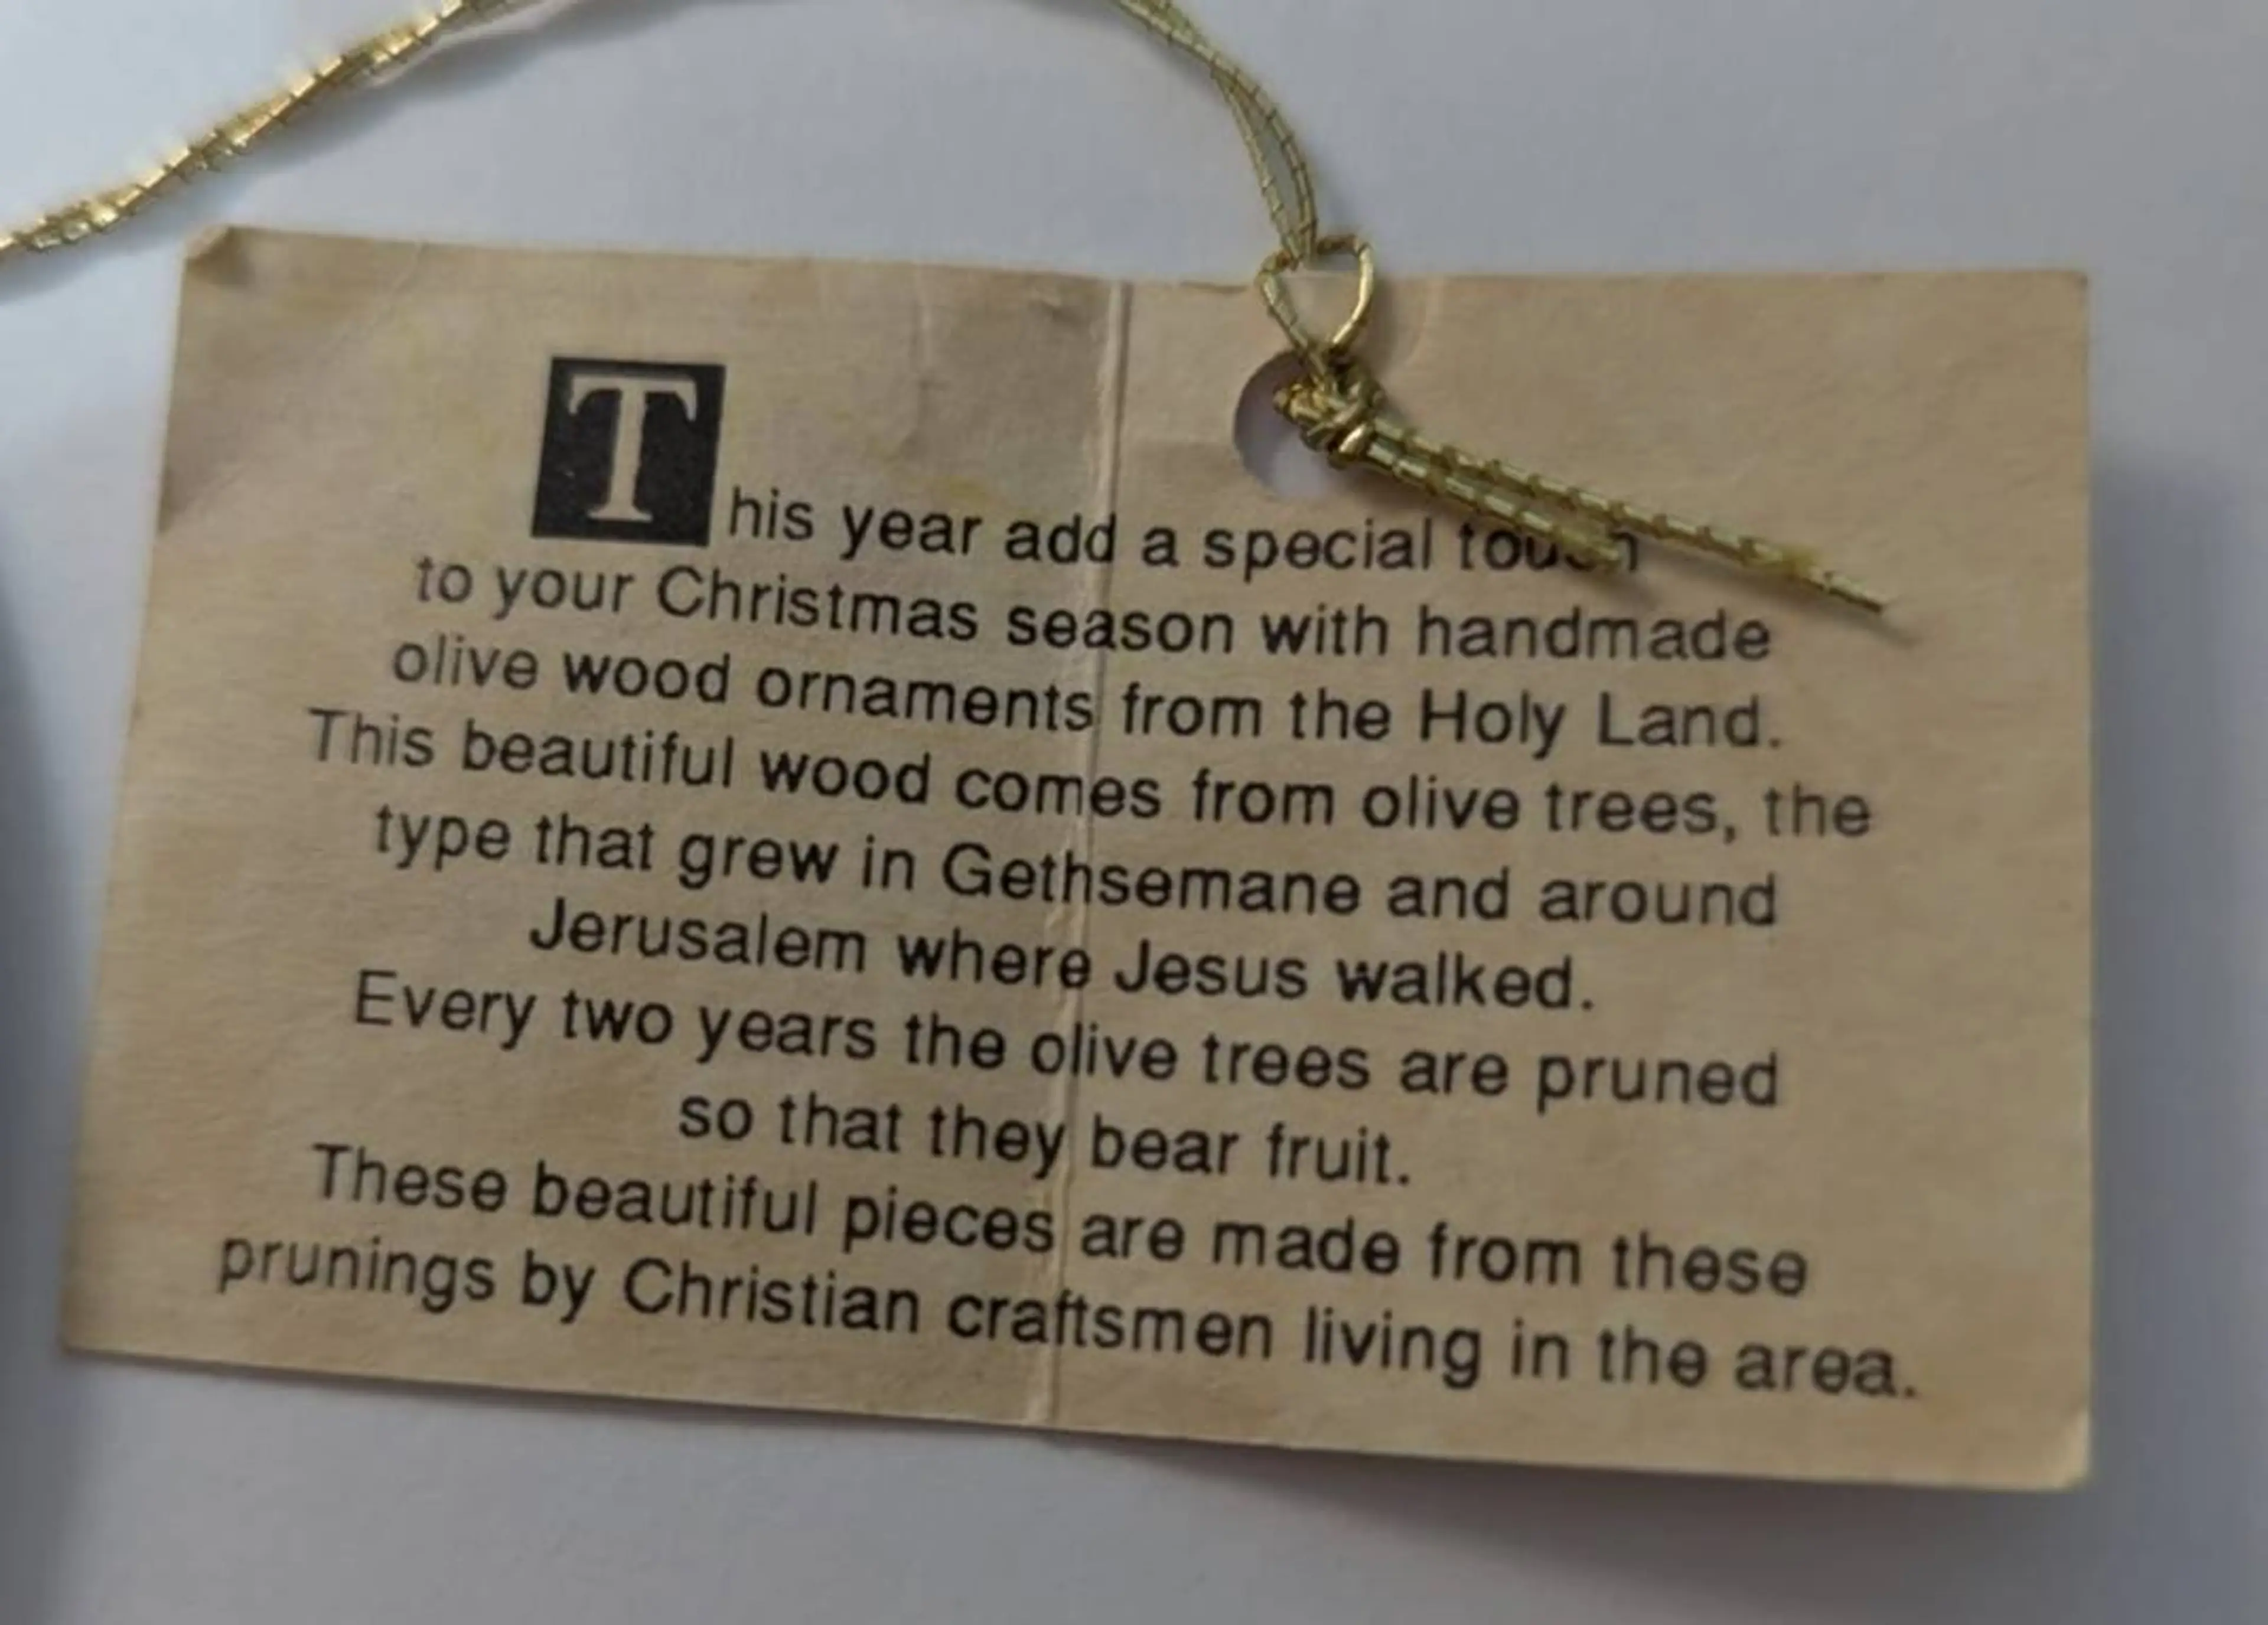 This year add a special touch
to your Christmas season with handmade
olive wood ornaments from the Holy Land.
This beautiful wood comes from olive trees, the
type that grew in Gethsemane and around
Jerusalem where Jesus walked.
Every two years the olive trees are pruned
so that they bear fruit.
These beautiful pieces are made from these
prunings by Christian craftsmen living in the area.